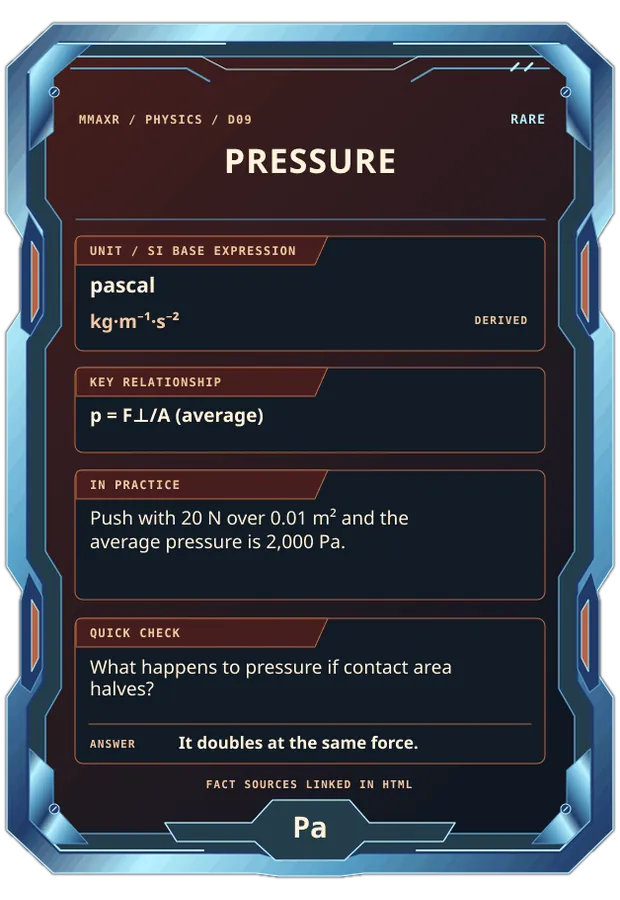 MMAXR / PHYSICS / D09
RARE
PRESSURE
UNIT / SI BASE EXPRESSION
pascal
kg·m⁻¹·s⁻²
DERIVED
KEY RELATIONSHIP
p = F⊥/A (average)
IN PRACTICE
Push with 20 N over 0.01 m² and the
average pressure is 2,000 Pa.
QUICK CHECK
What happens to pressure if contact area
halves?
ANSWER
It doubles at the same force.
FACT SOURCES LINKED IN HTML
Pa